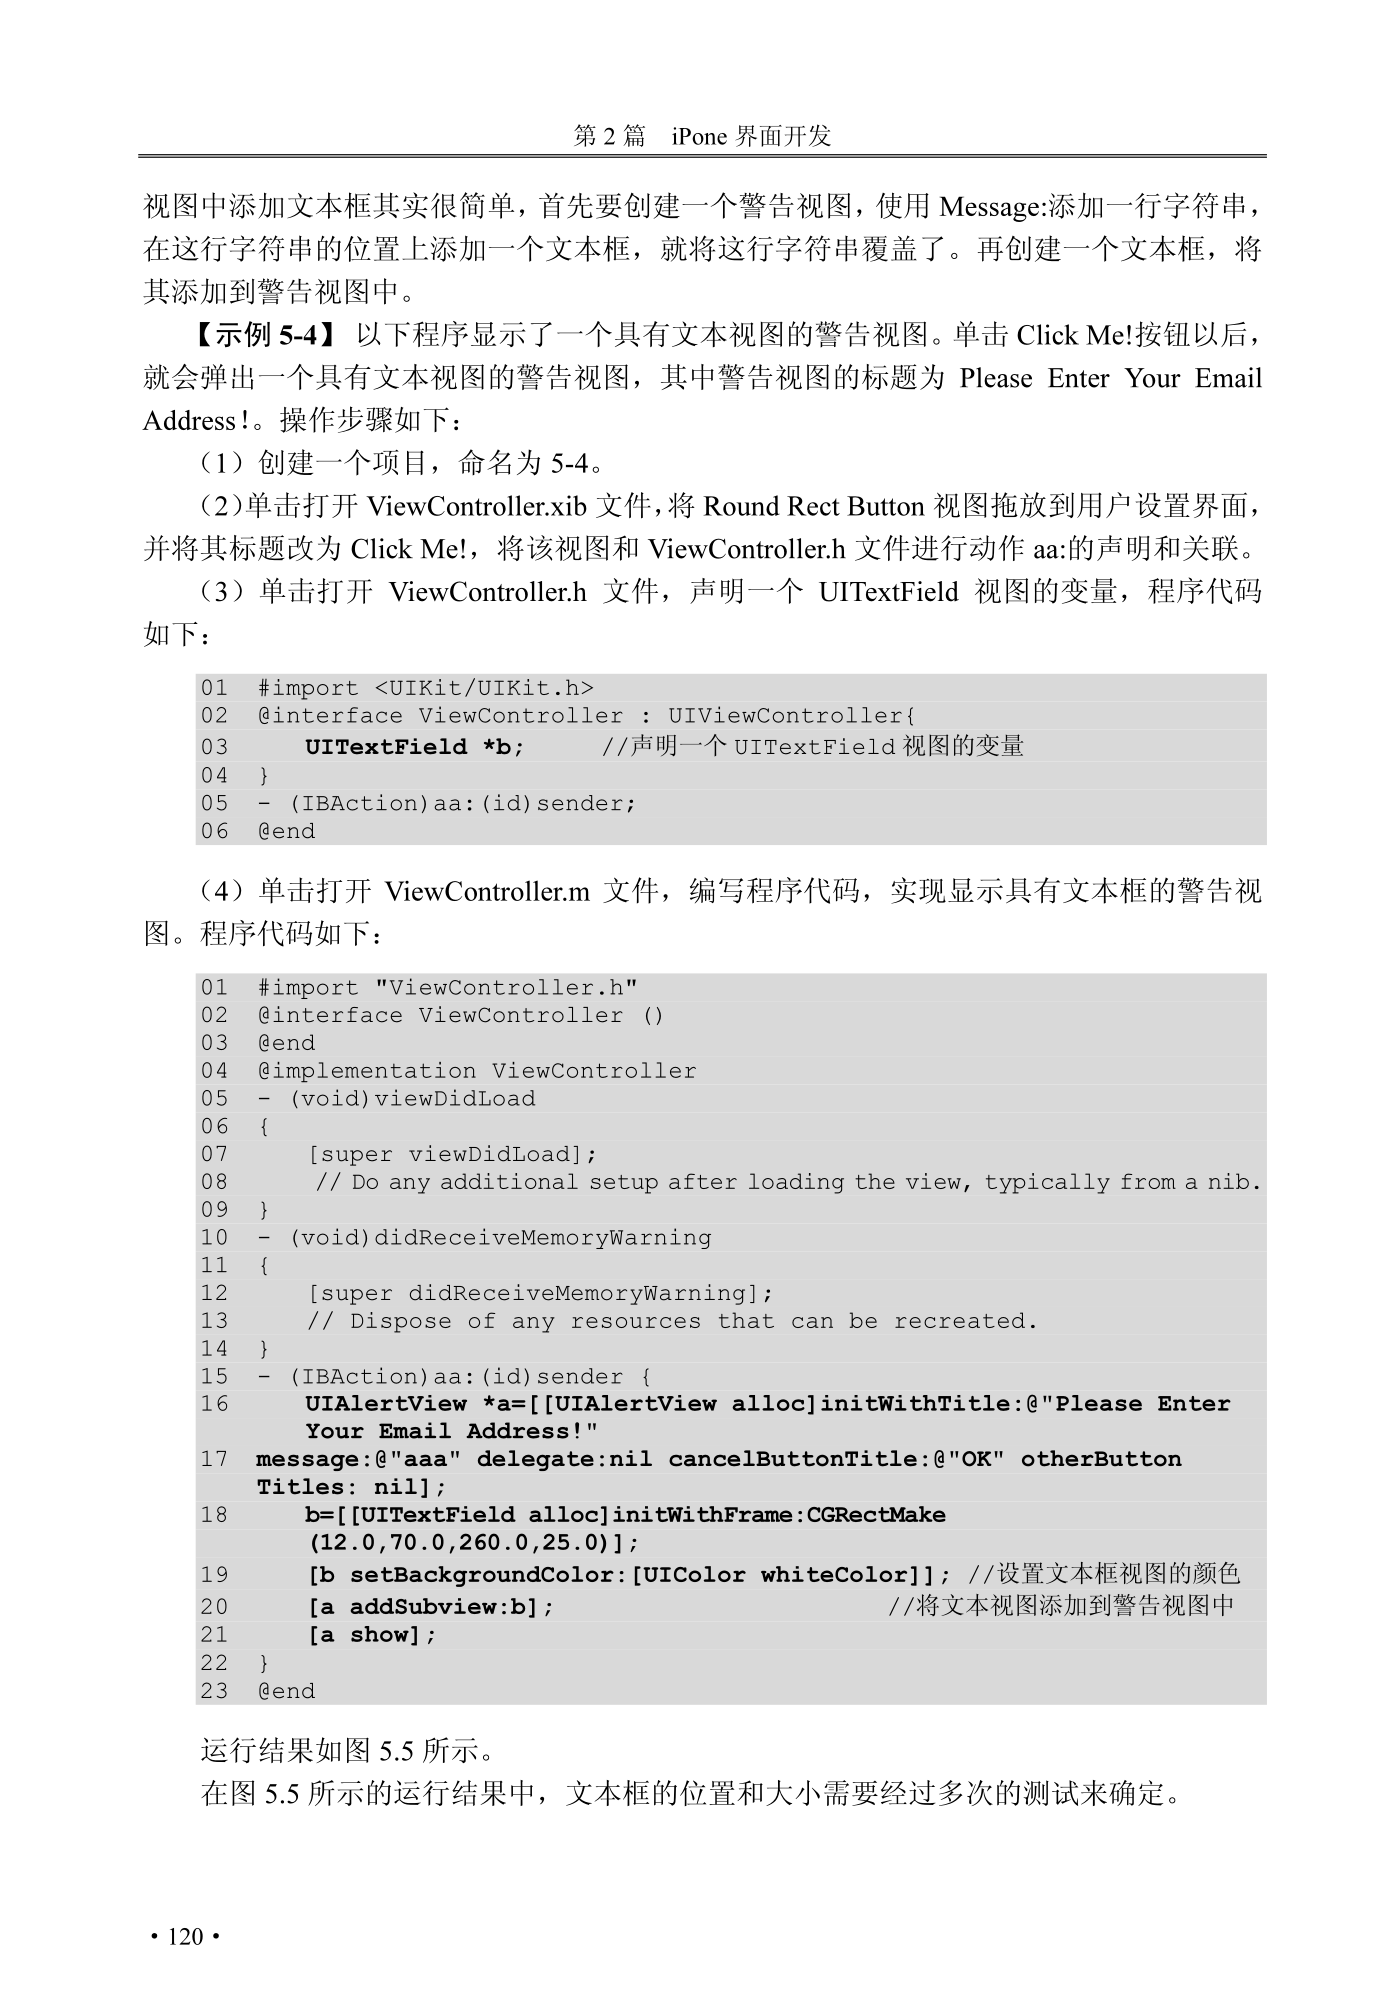 第 2 篇　iPone 界面开发
视图中添加文本框其实很简单，首先要创建一个警告视图，使用 Message:添加一行字符串，
在这行字符串的位置上添加一个文本框，就将这行字符串覆盖了。再创建一个文本框，将
其添加到警告视图中。
【示例 5-4】 以下程序显示了一个具有文本视图的警告视图。单击 Click Me!按钮以后，
就会弹出一个具有文本视图的警告视图，其中警告视图的标题为 Please Enter Your Email
Address！。操作步骤如下：
（1）创建一个项目，命名为 5-4。
（2）单击打开 ViewController.xib 文件，将 Round Rect Button 视图拖放到用户设置界面，
并将其标题改为 Click Me!，将该视图和 ViewController.h 文件进行动作 aa:的声明和关联。
（3）单击打开 ViewController.h 文件，声明一个 UITextField 视图的变量，程序代码
如下：
01 #import <UIKit/UIKit.h>
02 @interface ViewController : UIViewController{
03 UITextField *b; //声明一个 UITextField 视图的变量
04 }
05 - (IBAction)aa:(id)sender;
06 @end
（4）单击打开 ViewController.m 文件，编写程序代码，实现显示具有文本框的警告视
图。程序代码如下：
01 #import "ViewController.h"
02 @interface ViewController ()
03 @end
04 @implementation ViewController
05 - (void)viewDidLoad
06 {
07 [super viewDidLoad];
08 // Do any additional setup after loading the view, typically from a nib.
09 }
10 - (void)didReceiveMemoryWarning
11 {
12 [super didReceiveMemoryWarning];
13 // Dispose of any resources that can be recreated.
14 }
15 - (IBAction)aa:(id)sender {
16 UIAlertView *a=[[UIAlertView alloc]initWithTitle:@"Please Enter
Your Email Address!"
17 message:@"aaa" delegate:nil cancelButtonTitle:@"OK" otherButton
Titles: nil];
18 b=[[UITextField alloc]initWithFrame:CGRectMake
(12.0,70.0,260.0,25.0)];
19 [b setBackgroundColor:[UIColor whiteColor]]; //设置文本框视图的颜色
20 [a addSubview:b]; //将文本视图添加到警告视图中
21 [a show];
22 }
23 @end
运行结果如图 5.5 所示。
在图 5.5 所示的运行结果中，文本框的位置和大小需要经过多次的测试来确定。
• 120 •